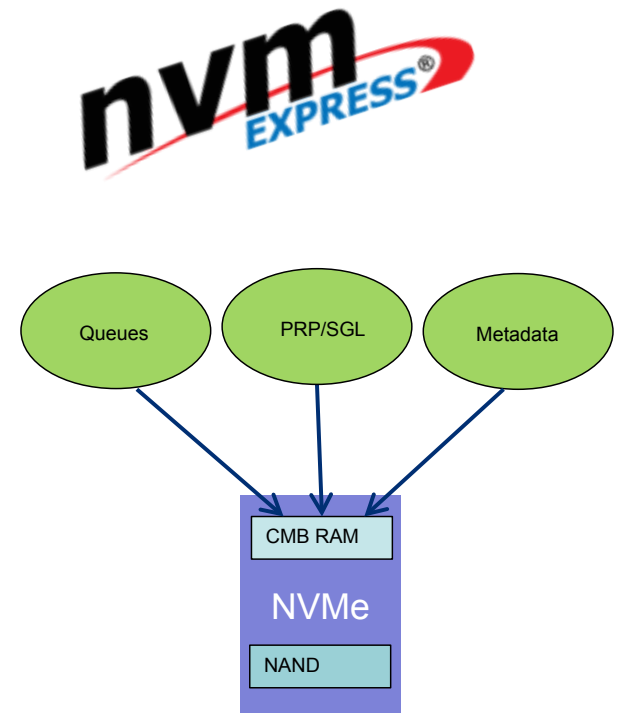 nvm
EXPRESS®
Queues
PRP/SGL
Metadata
CMB RAM
NVMe
NAND